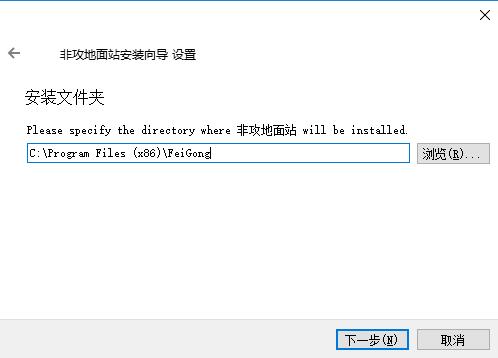 非攻地面站安装向导 设置
安装文件夹
Please specify the directory where 非攻地面站 will be installed.
C:\Program Files (x86)\FeiGong
浏览(R)...
下一步(N)
取消